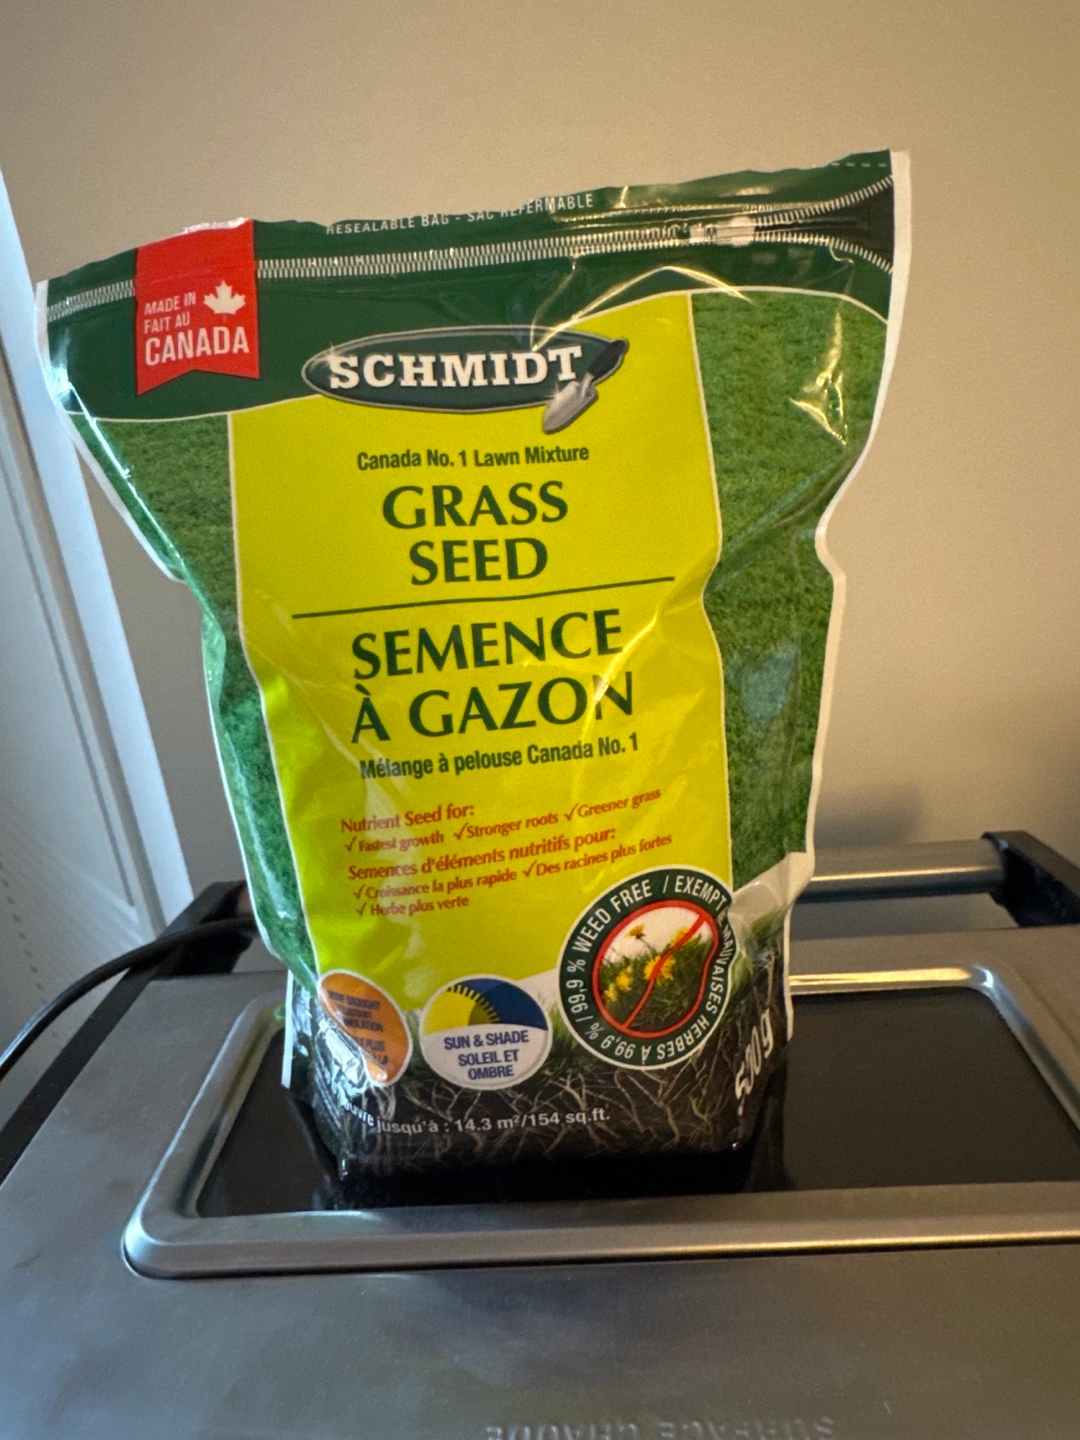 RESEALABLE BAG - SAC REFERMABLE
MADE IN
FAIT AU
CANADA
SCHMIDT
Canada No. 1 Lawn Mixture
GRASS
SEED
SEMENCE
À GAZON
Mélange à pelouse Canada No. 1
Nutrient Seed for:
✓Fastest growth ✓Stronger roots ✓Greener grass
Semences d'éléments nutritifs pour:
✓Croissance la plus rapide ✓Des racines plus fortes
✓Herbe plus verte
99,9 % WEED FREE / EXEMPT DE MAUVAISES HERBES À 99,9 % /
SUN & SHADE
SOLEIL ET
OMBRE
jusqu'à : 14.3 m²/154 sq.ft.
SURFACE CHAUDE